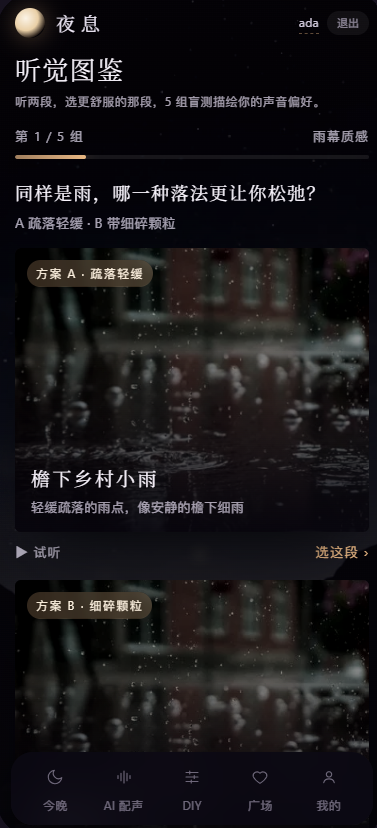 夜息
ada
退出
听觉图鉴
听两段，选更舒服的那段，5 组盲测描绘你的声音偏好。
第 1 / 5 组
雨幕质感
同样是雨，哪一种落法更让你松弛？
A 疏落轻缓 · B 带细碎颗粒
方案 A · 疏落轻缓
檐下乡村小雨
轻缓疏落的雨点，像安静的檐下细雨
▶ 试听
选这段 ›
方案 B · 细碎颗粒
今晚
AI 配声
DIY
广场
我的